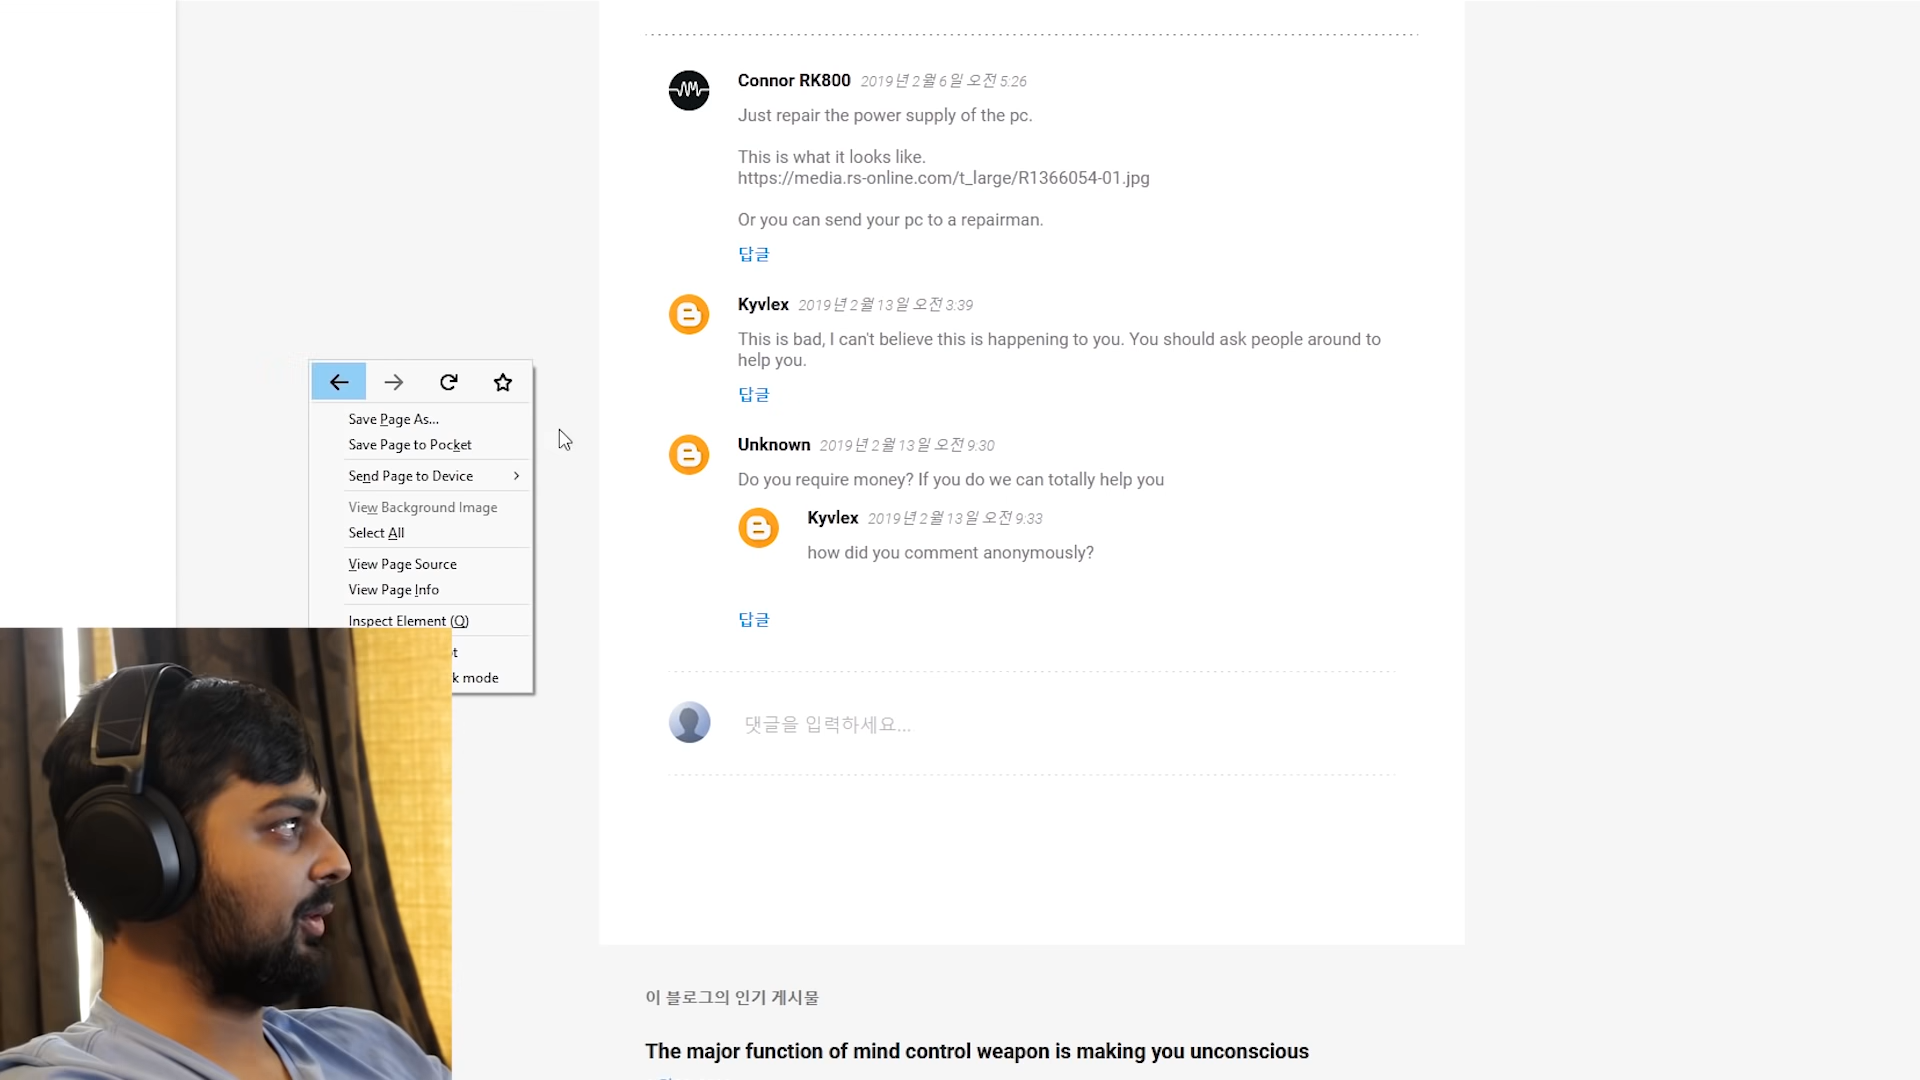 Connor RK800 2019년 2월 6일 오전 5:26
Just repair the power supply of the pc.
This is what it looks like.
https://media.rs-online.com/t_large/R1366054-01.jpg
Or you can send your pc to a repairman.
답글
Kyvlex 2019년 2월 13일 오전 3:39
This is bad, I can't believe this is happening to you. You should ask people around to
help you.
답글
Unknown 2019년 2월 13일 오전 9:30
Do you require money? If you do we can totally help you
Kyvlex 2019년 2월 13일 오전 9:33
how did you comment anonymously?
답글
댓글을 입력하세요...
이 블로그의 인기 게시물
The major function of mind control weapon is making you unconscious
Save Page As...
Save Page to Pocket
Send Page to Device
View Background Image
Select All
View Page Source
View Page Info
Inspect Element (Q)
k mode